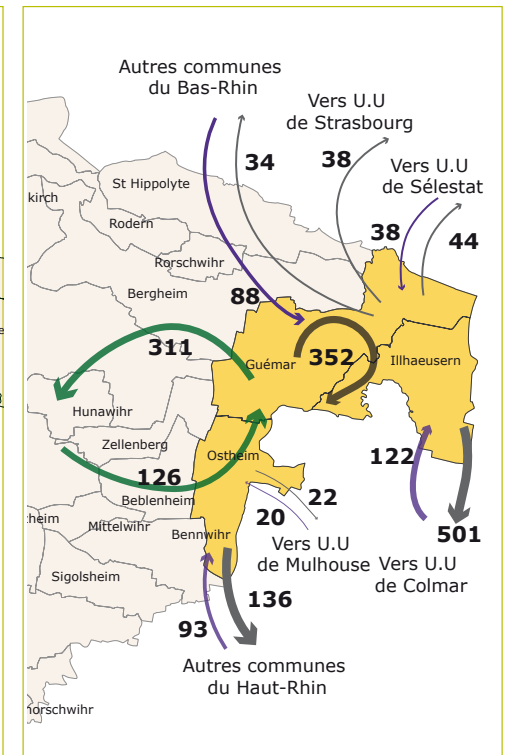 Autres communes
du Bas-Rhin
Vers U.U
de Strasbourg
34
38
Vers U.U
de Sélestat
St Hippolyte
kirch
Rodern
38
44
Rorschwihr
Bergheim
88
311
352
Guémar
Illhaeusern
Hunawihr
Zellenberg
Ostheim
126
122
Beblenheim
22
20
501
heim
Mittelwihr
Bennwihr
Vers U.U
de Mulhouse
Vers U.U
de Colmar
Sigolsheim
136
93
Autres communes
du Haut-Rhin
norschwihr